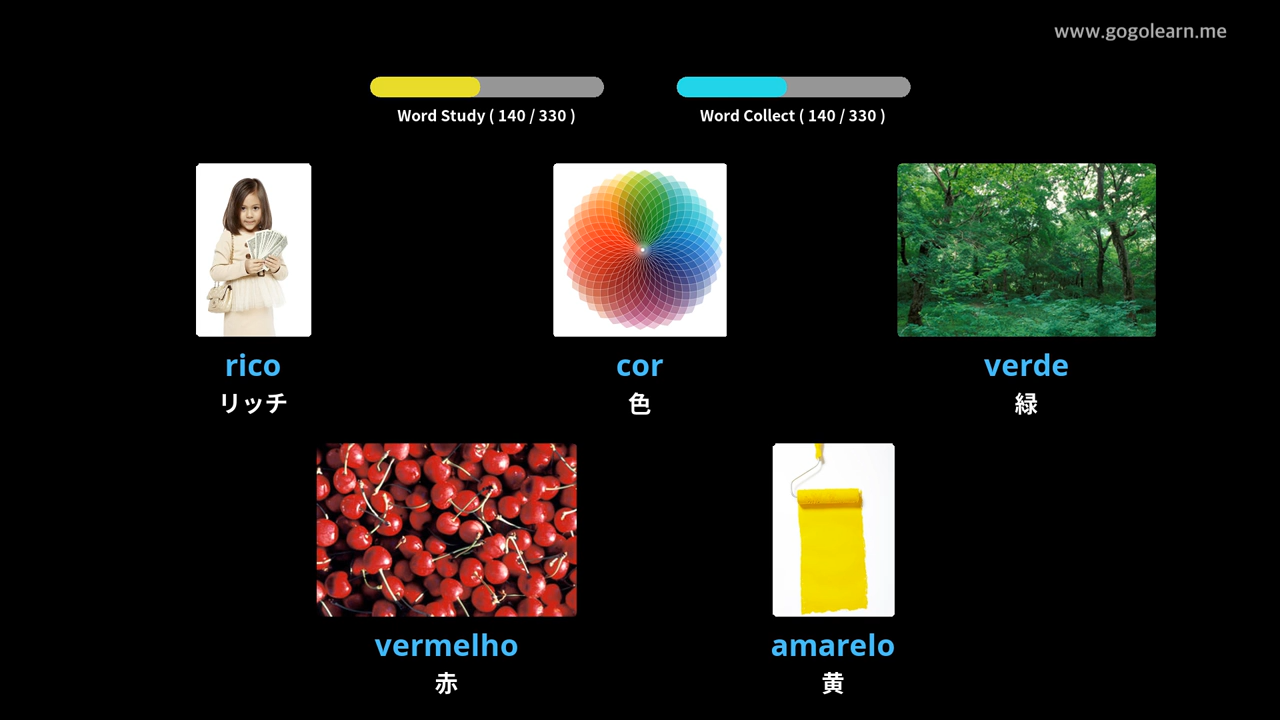 www.gogolearn.me
Word Study ( 140 / 330 )
Word Collect ( 140 / 330 )
rico
リッチ
cor
色
verde
緑
vermelho
赤
amarelo
黄